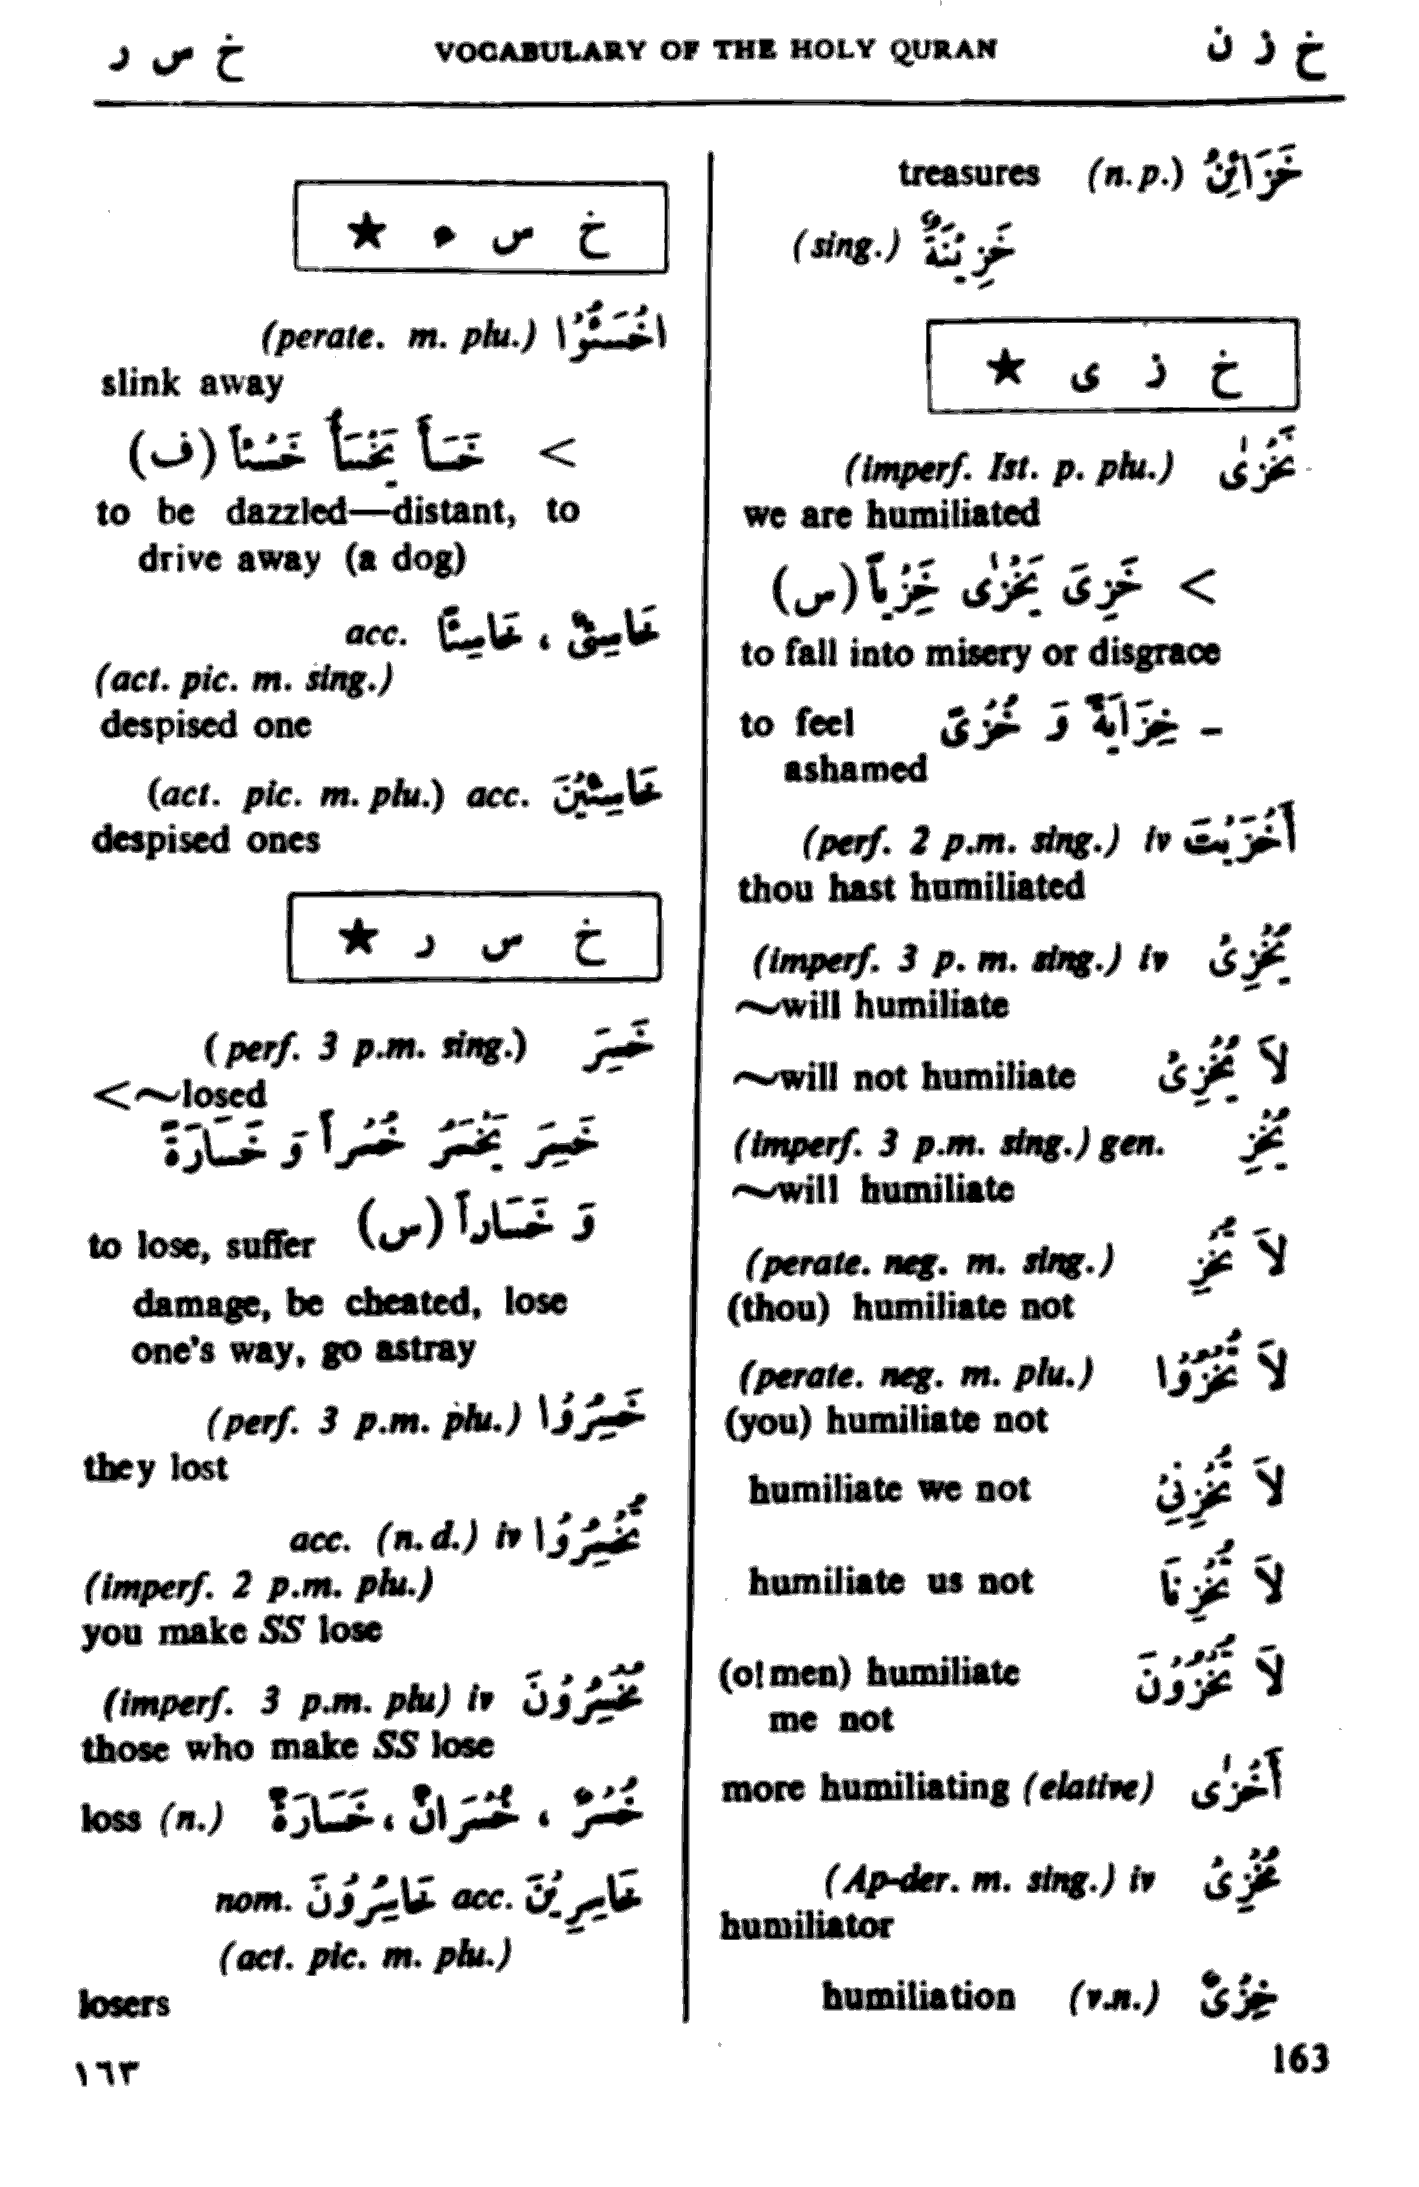 خ ز ن VOCABULARY OF THE HOLY QURAN خ س ر
خَزَائِنُ (n.p.) treasures
خَزِيْنَةٌ (sing.)
خ ز ى ★
نَخْزٰى (imperf. Ist. p. plu.)
we are humiliated
< خَزِىَ يَخْزٰى خِزْياً (س)
to fall into misery or disgrace
ـ خِزَايَةً وَ خَزْىً to feel
ashamed
أَخْزَيْتَ (perf. 2 p.m. sing.) iv
thou hast humiliated
يُخْزِىْ (imperf. 3 p. m. sing.) iv
~will humiliate
لاَ يُخْزِىْ ~will not humiliate
يُخْزِ (imperf. 3 p.m. sing.) gen.
~will humiliate
لاَ تُخْزِ (perate. neg. m. sing.)
(thou) humiliate not
لاَ تُخْزُوْا (perate. neg. m. plu.)
(you) humiliate not
لاَ تُخْزِنِىْ humiliate we not
لاَ تُخْزِنَا humiliate us not
لاَ تُخْزُوْنَ (o! men) humiliate
me not
أَخْزٰى more humiliating (elative)
مُخْزِىْ (Ap-der. m. sing.) iv
humiliator
خِزْىٌ (v.n.) humiliation
163
خ س ء ★
اخْسَئُوْا (perate. m. plu.)
slink away
< خَسَأَ يَخْسَأُ خَسْئاً (ف)
to be dazzled—distant, to
drive away (a dog)
خَاسِئٌ ، خَاسِئًا acc.
(act. pic. m. sing.)
despised one
خَاسِئِيْنَ acc. (act. pic. m. plu.)
despised ones
خ س ر ★
خَسِرَ (perf. 3 p.m. sing.)
<~losed
خَسِرَ يَخْسَرُ خُسْراً وَ خَسَارَةً
وَ خَسَاراً (س) to lose, suffer
damage, be cheated, lose
one's way, go astray
خَسِرُوْا (perf. 3 p.m. plu.)
they lost
تُخْسِرُوْا acc. (n.d.) iv
(imperf. 2 p.m. plu.)
you make SS lose
يُخْسِرُوْنَ (imperf. 3 p.m. plu) iv
those who make SS lose
خُسْرٌ ، خُسْرَانٌ ، خَسَارَةٌ loss (n.)
خَاسِرِيْنَ acc. خَاسِرُوْنَ nom.
(act. pic. m. plu.)
losers
١٦٣